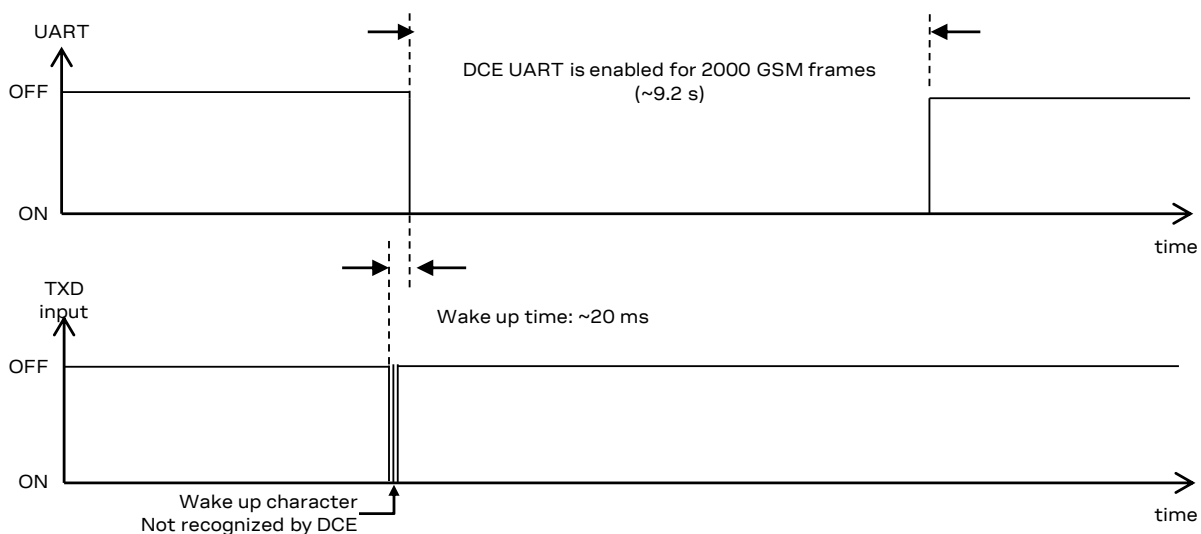 UART
OFF
DCE UART is enabled for 2000 GSM frames
(~9.2 s)
ON
time
TXD
input
Wake up time: ~20 ms
OFF
ON
Wake up character
Not recognized by DCE
time